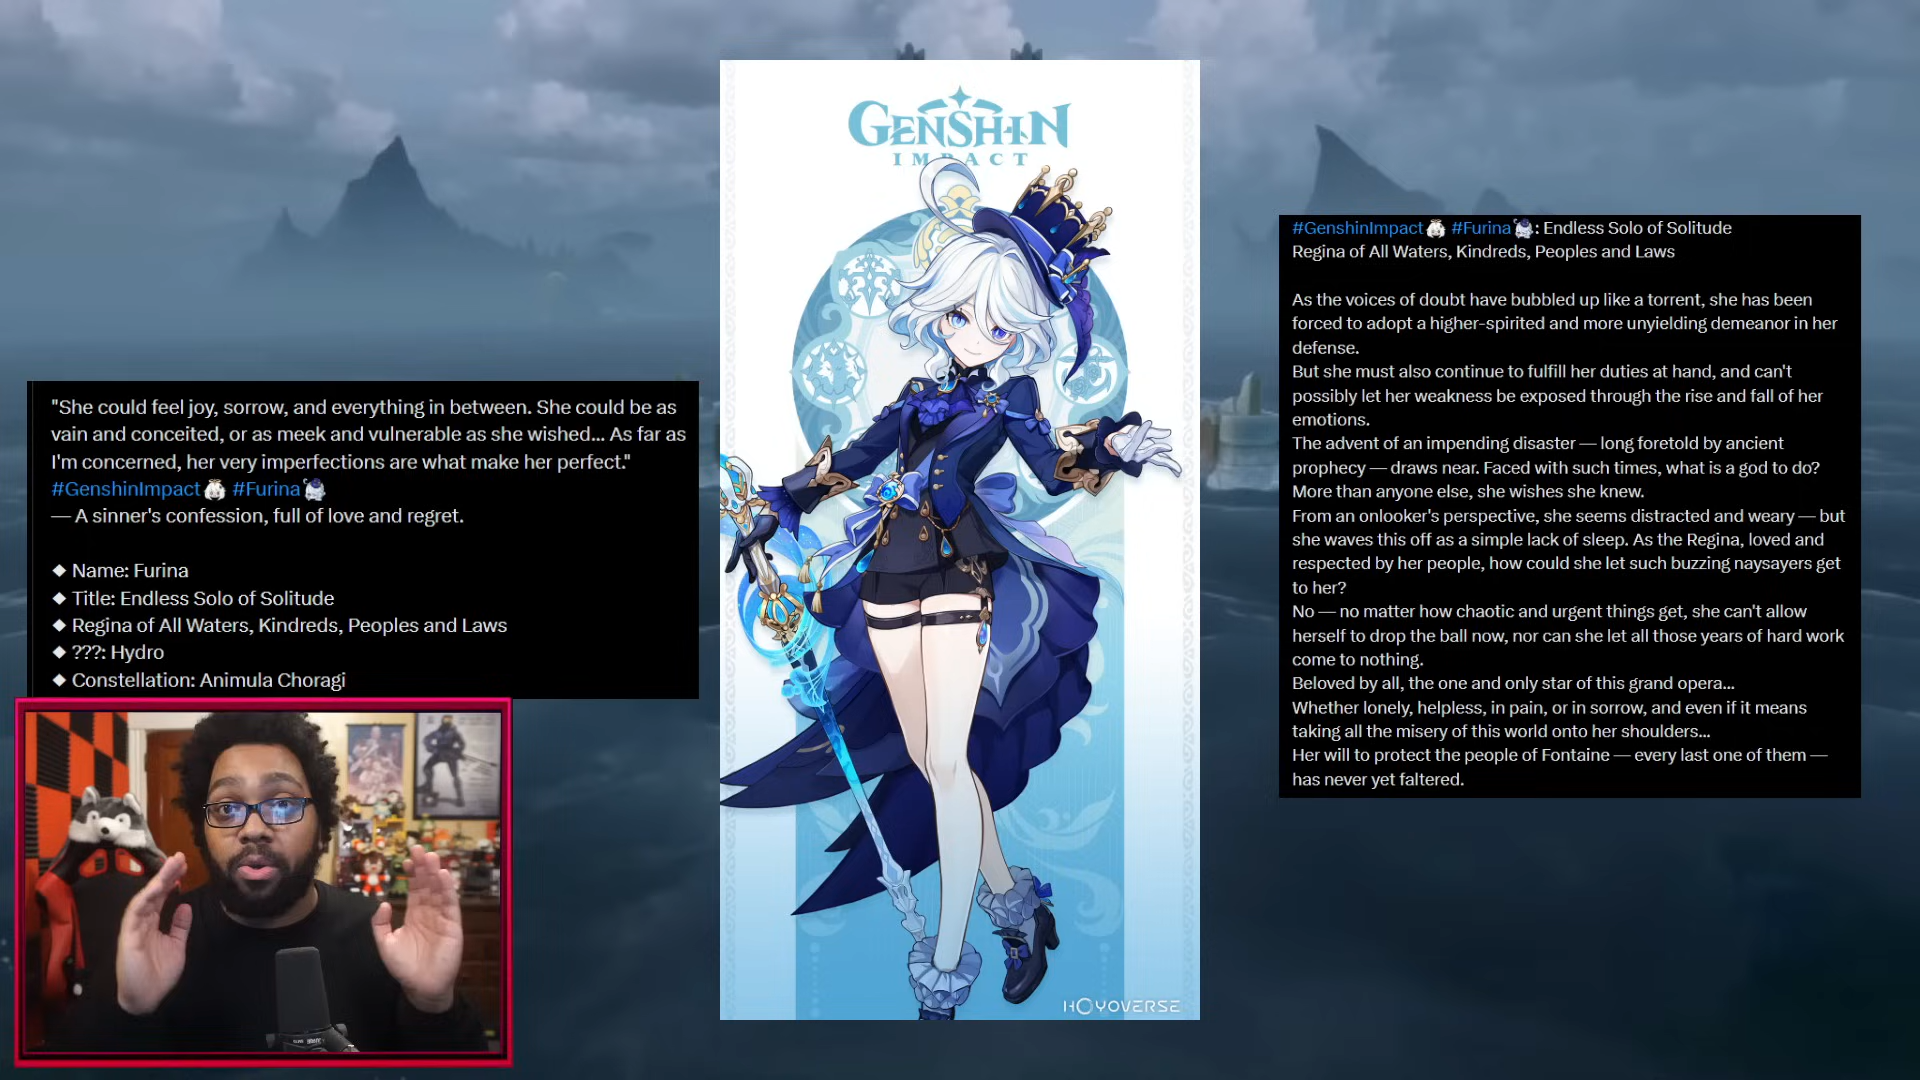 GENSHIN
IMPACT
"She could feel joy, sorrow, and everything in between. She could be as
vain and conceited, or as meek and vulnerable as she wished... As far as
I'm concerned, her very imperfections are what make her perfect."
#GenshinImpact #Furina
— A sinner's confession, full of love and regret.
◆ Name: Furina
◆ Title: Endless Solo of Solitude
◆ Regina of All Waters, Kindreds, Peoples and Laws
◆ ???: Hydro
◆ Constellation: Animula Choragi
#GenshinImpact #Furina: Endless Solo of Solitude
Regina of All Waters, Kindreds, Peoples and Laws
As the voices of doubt have bubbled up like a torrent, she has been
forced to adopt a higher-spirited and more unyielding demeanor in her
defense.
But she must also continue to fulfill her duties at hand, and can't
possibly let her weakness be exposed through the rise and fall of her
emotions.
The advent of an impending disaster — long foretold by ancient
prophecy — draws near. Faced with such times, what is a god to do?
More than anyone else, she wishes she knew.
From an onlooker's perspective, she seems distracted and weary — but
she waves this off as a simple lack of sleep. As the Regina, loved and
respected by her people, how could she let such buzzing naysayers get
to her?
No — no matter how chaotic and urgent things get, she can't allow
herself to drop the ball now, nor can she let all those years of hard work
come to nothing.
Beloved by all, the one and only star of this grand opera...
Whether lonely, helpless, in pain, or in sorrow, and even if it means
taking all the misery of this world onto her shoulders...
Her will to protect the people of Fontaine — every last one of them —
has never yet faltered.
HOYOVERSE